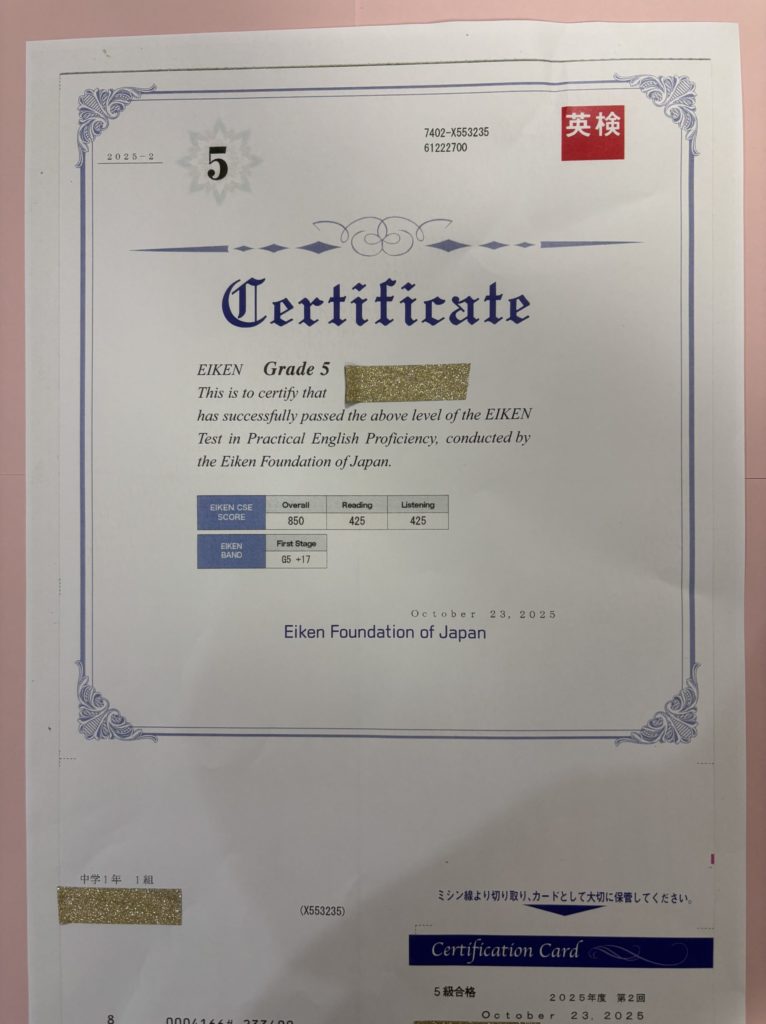 2025-2
5
7402-X553235
61222700
英検
Certificate
EIKEN Grade 5
This is to certify that
has successfully passed the above level of the EIKEN
Test in Practical English Proficiency, conducted by
the Eiken Foundation of Japan.
EIKEN CSE SCORE
Overall Reading Listening
850 425 425
EIKEN BAND
First Stage
G5 +17
October 23, 2025
Eiken Foundation of Japan
中学1年 1組
(X553235)
ミシン線より切り取り、カードとして大切に保管してください。
Certification Card
5級合格
2025年度 第2回
October 23, 2025
8